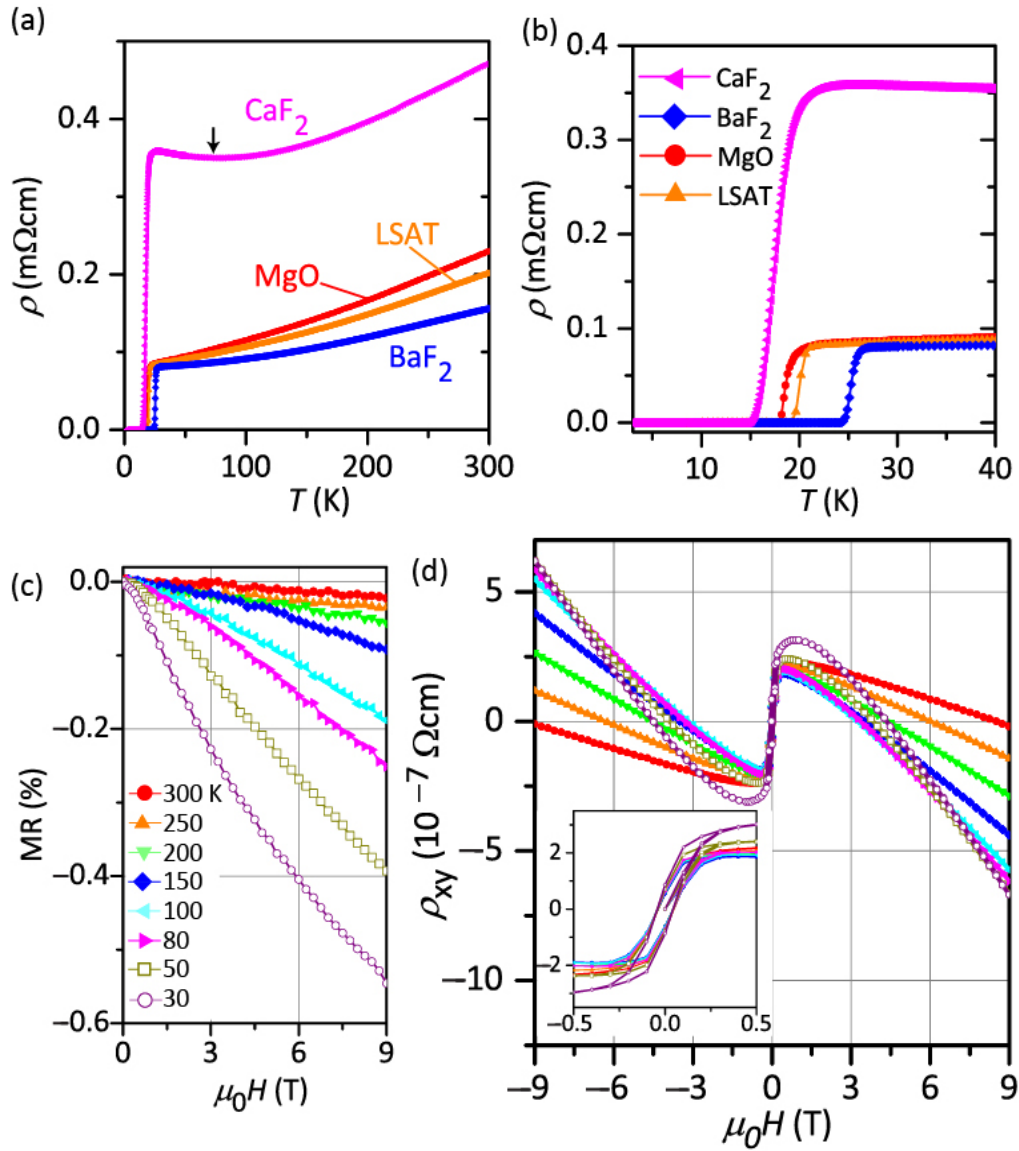 (a)
0.4
0.2
0.0
ρ (mΩcm)
CaF2
LSAT
MgO
BaF2
0 100 200 300
T (K)
(b)
0.4
0.3
0.2
0.1
0.0
ρ (mΩcm)
CaF2
BaF2
MgO
LSAT
10 20 30 40
T (K)
(c)
0.0
−0.2
−0.4
−0.6
MR (%)
300 K
250
200
150
100
80
50
30
0 3 6 9
μ0H (T)
(d)
5
0
−5
−10
ρxy (10 −7 Ωcm)
2
0
−2
−0.5 0.0 0.5
−9 −6 −3 0 3 6 9
μ0H (T)